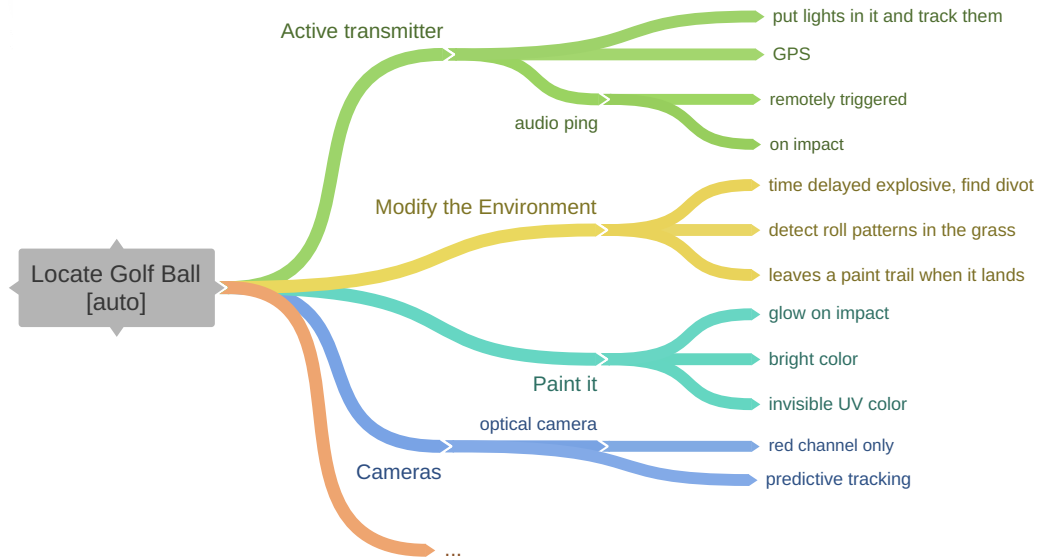 Locate Golf Ball
[auto]
Active transmitter
put lights in it and track them
GPS
audio ping
remotely triggered
on impact
Modify the Environment
time delayed explosive, find divot
detect roll patterns in the grass
leaves a paint trail when it lands
Paint it
glow on impact
bright color
invisible UV color
Cameras
optical camera
red channel only
predictive tracking
...